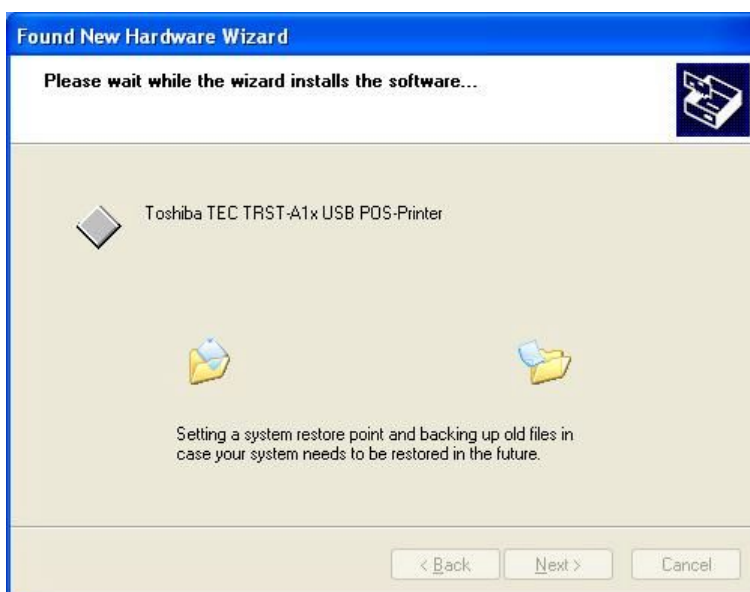 Found New Hardware Wizard
Please wait while the wizard installs the software...
Toshiba TEC TRST-A1x USB POS-Printer
Setting a system restore point and backing up old files in
case your system needs to be restored in the future.
< Back
Next >
Cancel